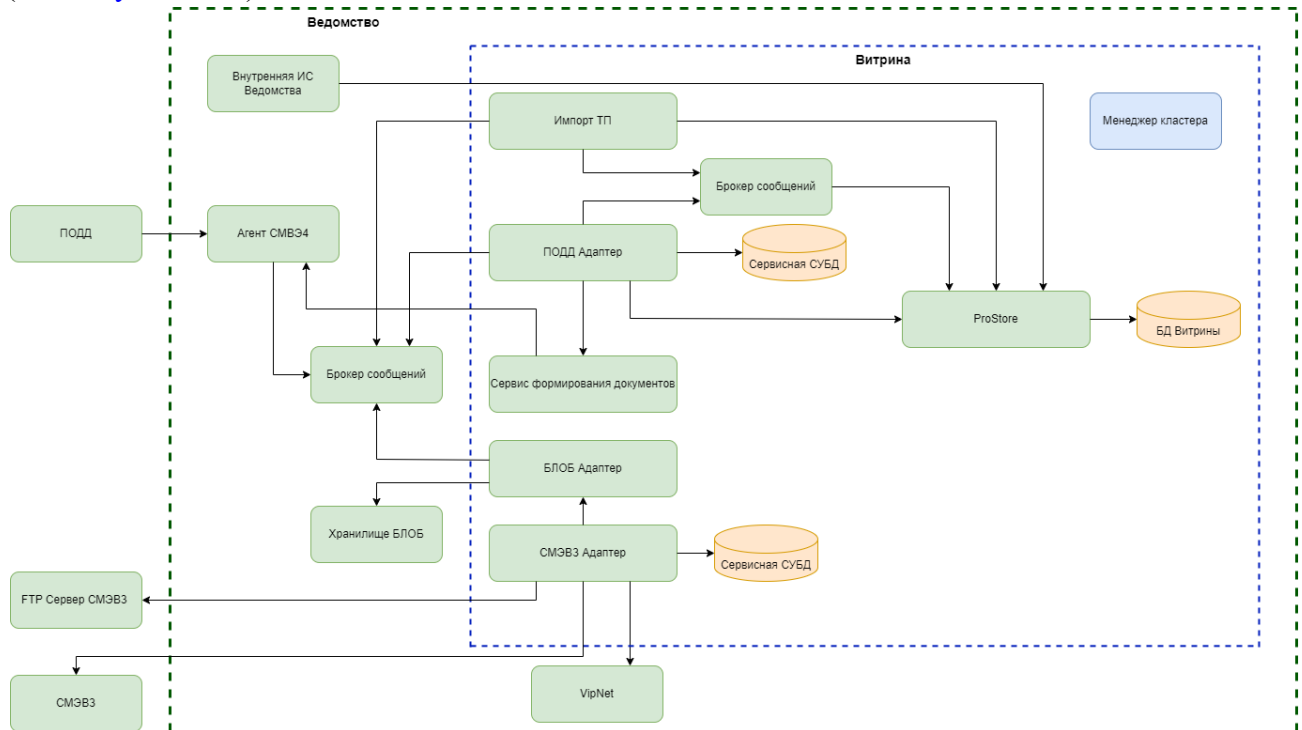 Ведомство
Витрина
Внутренняя ИС
Ведомства
Импорт ТП
Менеджер кластера
Брокер сообщений
ПОДД
Агент СМВЭ4
ПОДД Адаптер
Сервисная СУБД
ProStore
БД Витрины
Брокер сообщений
Сервис формирования документов
БЛОБ Адаптер
Хранилище БЛОБ
СМЭВ3 Адаптер
Сервисная СУБД
FTP Сервер СМЭВ3
СМЭВ3
VipNet